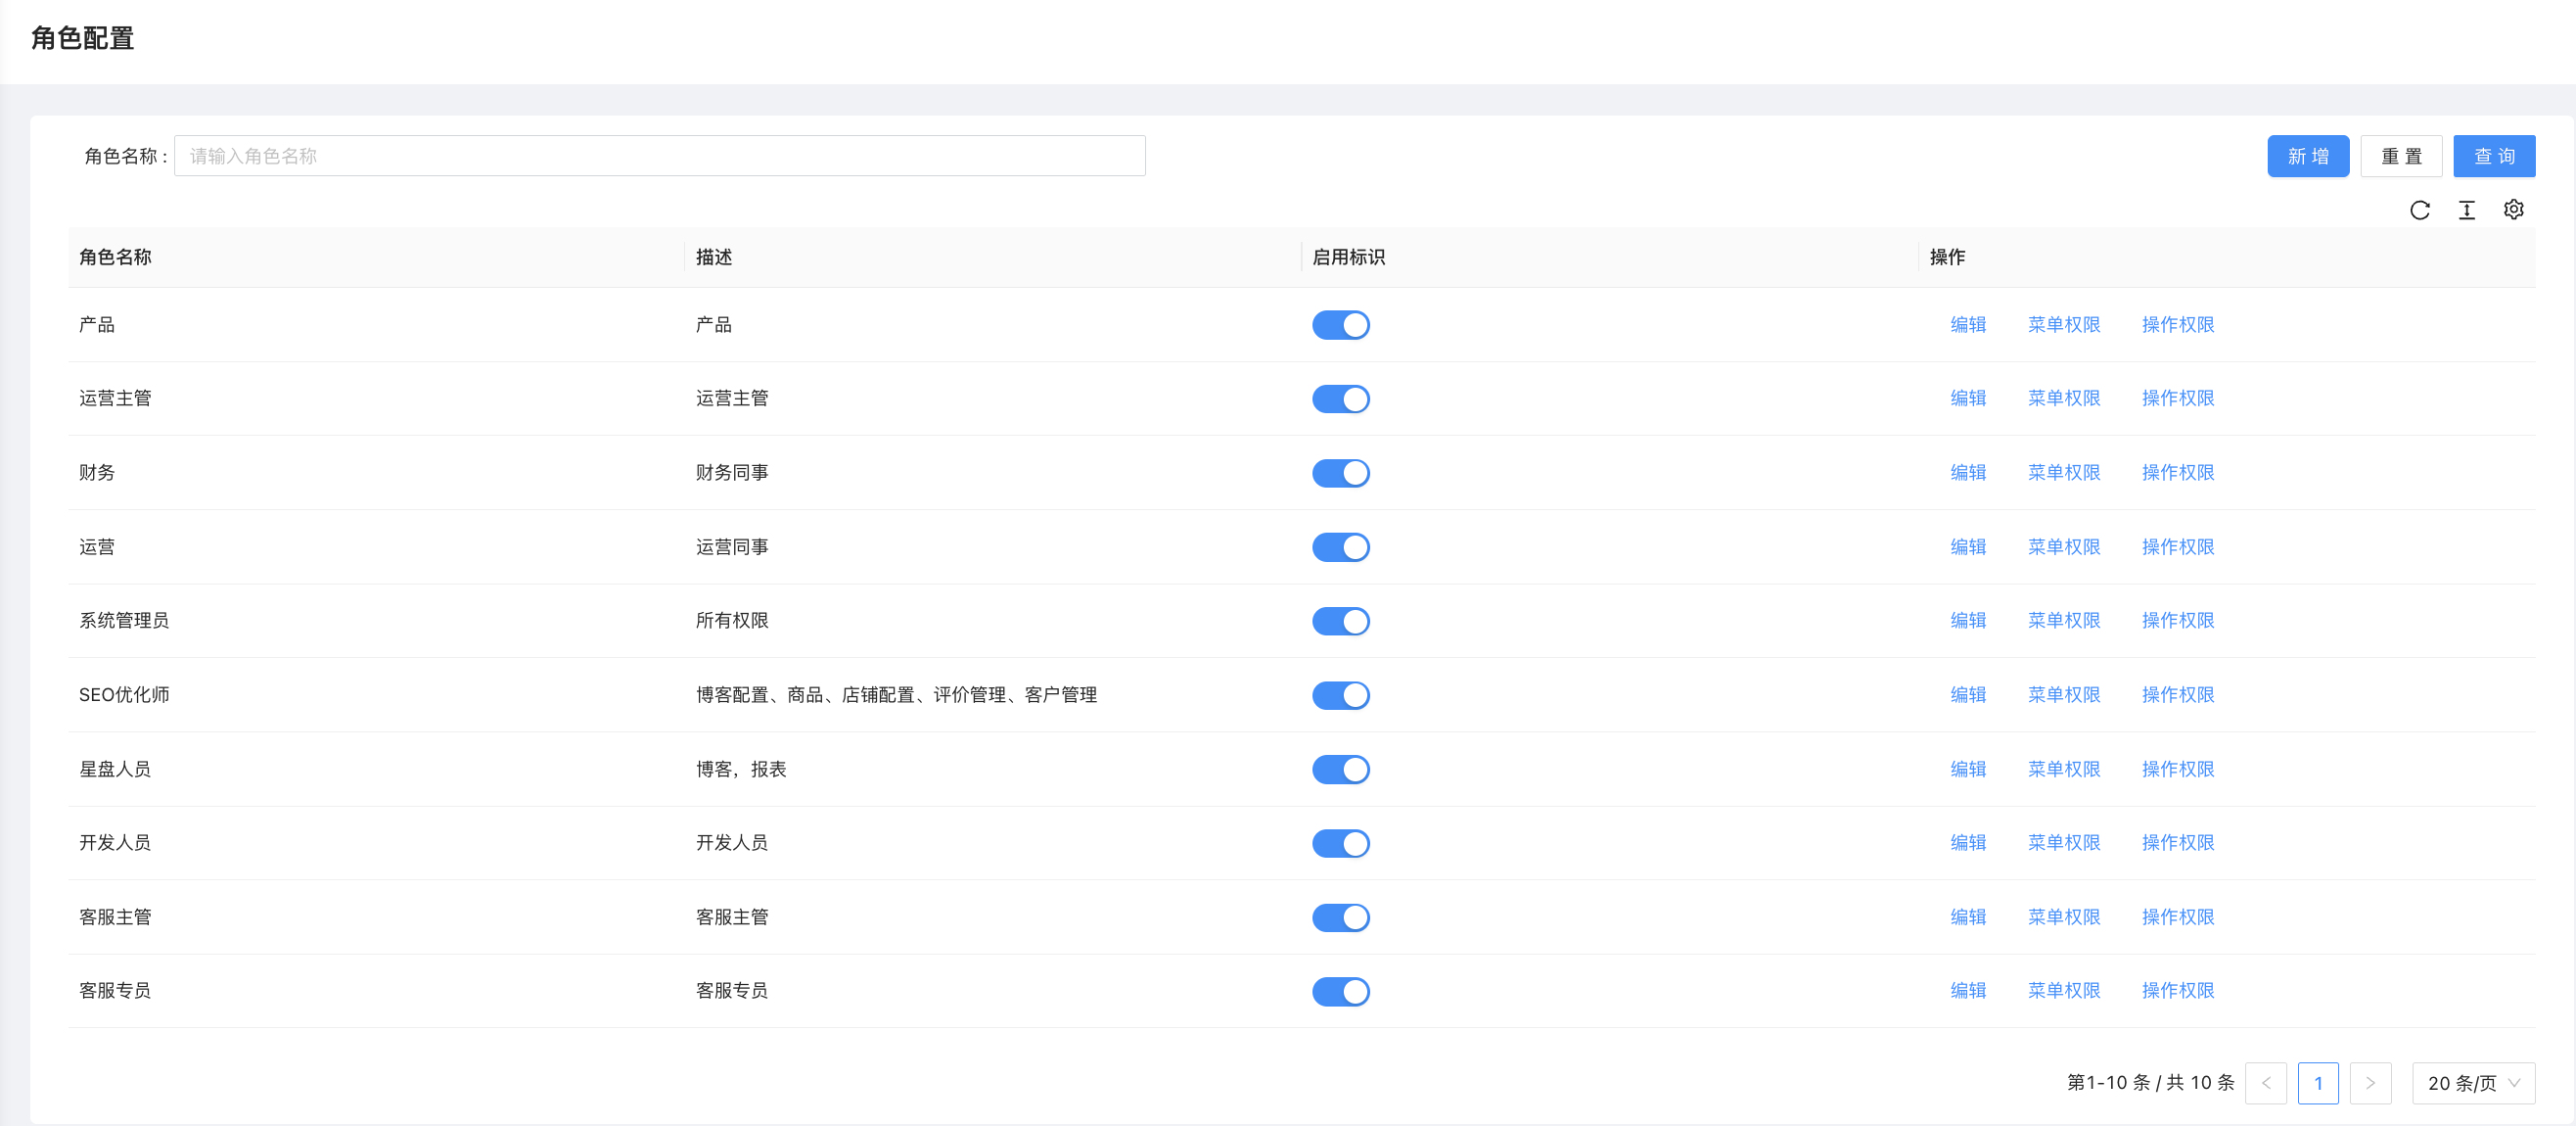 角色配置
角色名称 : 请输入角色名称 新 增 重 置 查 询
角色名称 描述 启用标识 操作
产品 产品 编辑 菜单权限 操作权限
运营主管 运营主管 编辑 菜单权限 操作权限
财务 财务同事 编辑 菜单权限 操作权限
运营 运营同事 编辑 菜单权限 操作权限
系统管理员 所有权限 编辑 菜单权限 操作权限
SEO优化师 博客配置、商品、店铺配置、评价管理、客户管理 编辑 菜单权限 操作权限
星盘人员 博客，报表 编辑 菜单权限 操作权限
开发人员 开发人员 编辑 菜单权限 操作权限
客服主管 客服主管 编辑 菜单权限 操作权限
客服专员 客服专员 编辑 菜单权限 操作权限
第1-10 条 / 共 10 条 < 1 > 20 条/页